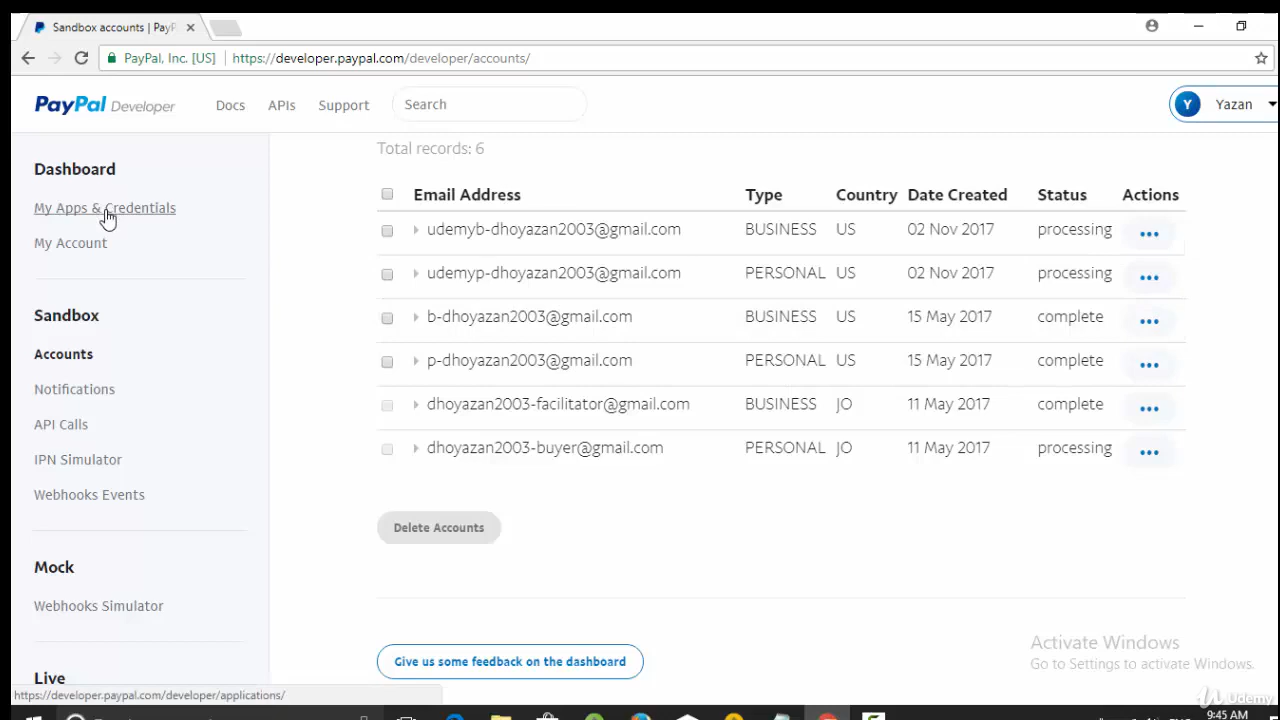 Sandbox accounts | PayP
PayPal, Inc. [US] https://developer.paypal.com/developer/accounts/
PayPal Developer Docs APIs Support Search Y Yazan
Dashboard
My Apps & Credentials
My Account
Sandbox
Accounts
Notifications
API Calls
IPN Simulator
Webhooks Events
Mock
Webhooks Simulator
Live
Total records: 6
Email Address Type Country Date Created Status Actions
udemyb-dhoyazan2003@gmail.com BUSINESS US 02 Nov 2017 processing
udemyp-dhoyazan2003@gmail.com PERSONAL US 02 Nov 2017 processing
b-dhoyazan2003@gmail.com BUSINESS US 15 May 2017 complete
p-dhoyazan2003@gmail.com PERSONAL US 15 May 2017 complete
dhoyazan2003-facilitator@gmail.com BUSINESS JO 11 May 2017 complete
dhoyazan2003-buyer@gmail.com PERSONAL JO 11 May 2017 processing
Delete Accounts
Give us some feedback on the dashboard
Activate Windows
Go to Settings to activate Windows.
https://developer.paypal.com/developer/applications/
Udemy
9:45 AM